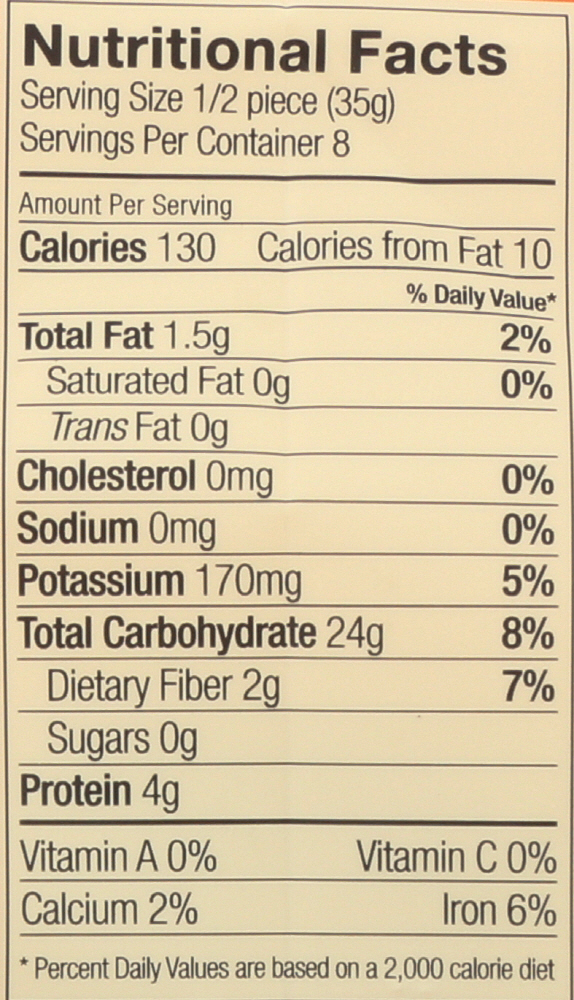 Nutritional Facts
Serving Size 1/2 piece (35g)
Servings Per Container 8
Amount Per Serving
Calories 130 Calories from Fat 10
% Daily Value*
Total Fat 1.5g 2%
Saturated Fat 0g 0%
Trans Fat 0g
Cholesterol 0mg 0%
Sodium 0mg 0%
Potassium 170mg 5%
Total Carbohydrate 24g 8%
Dietary Fiber 2g 7%
Sugars 0g
Protein 4g
Vitamin A 0% Vitamin C 0%
Calcium 2% Iron 6%
* Percent Daily Values are based on a 2,000 calorie diet